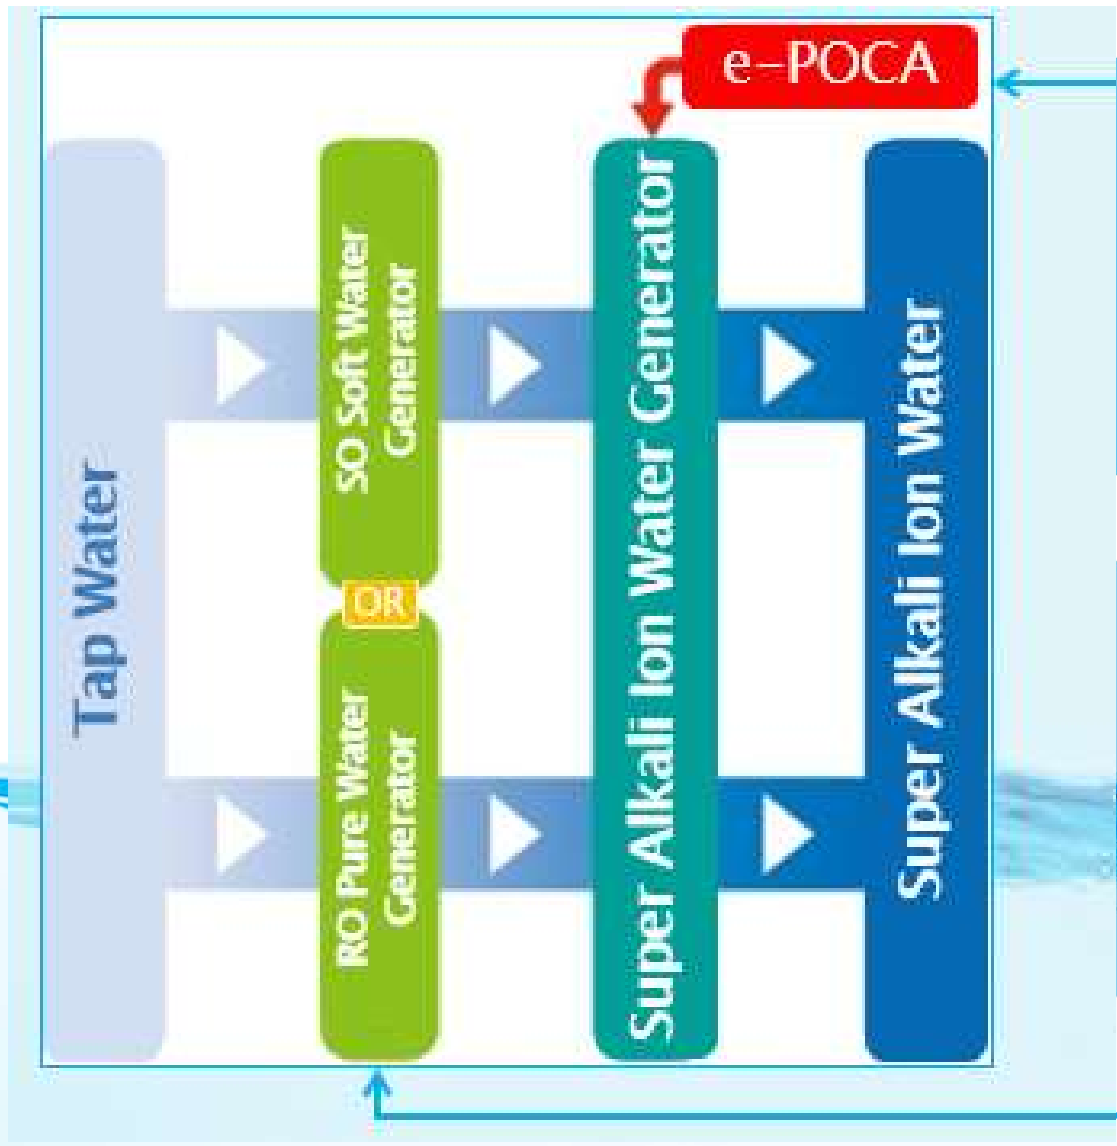 e-POCA
Tap Water
SO Soft Water
Generator
OR
RO Pure Water
Generator
Super Alkali Ion Water Generator
Super Alkali Ion Water